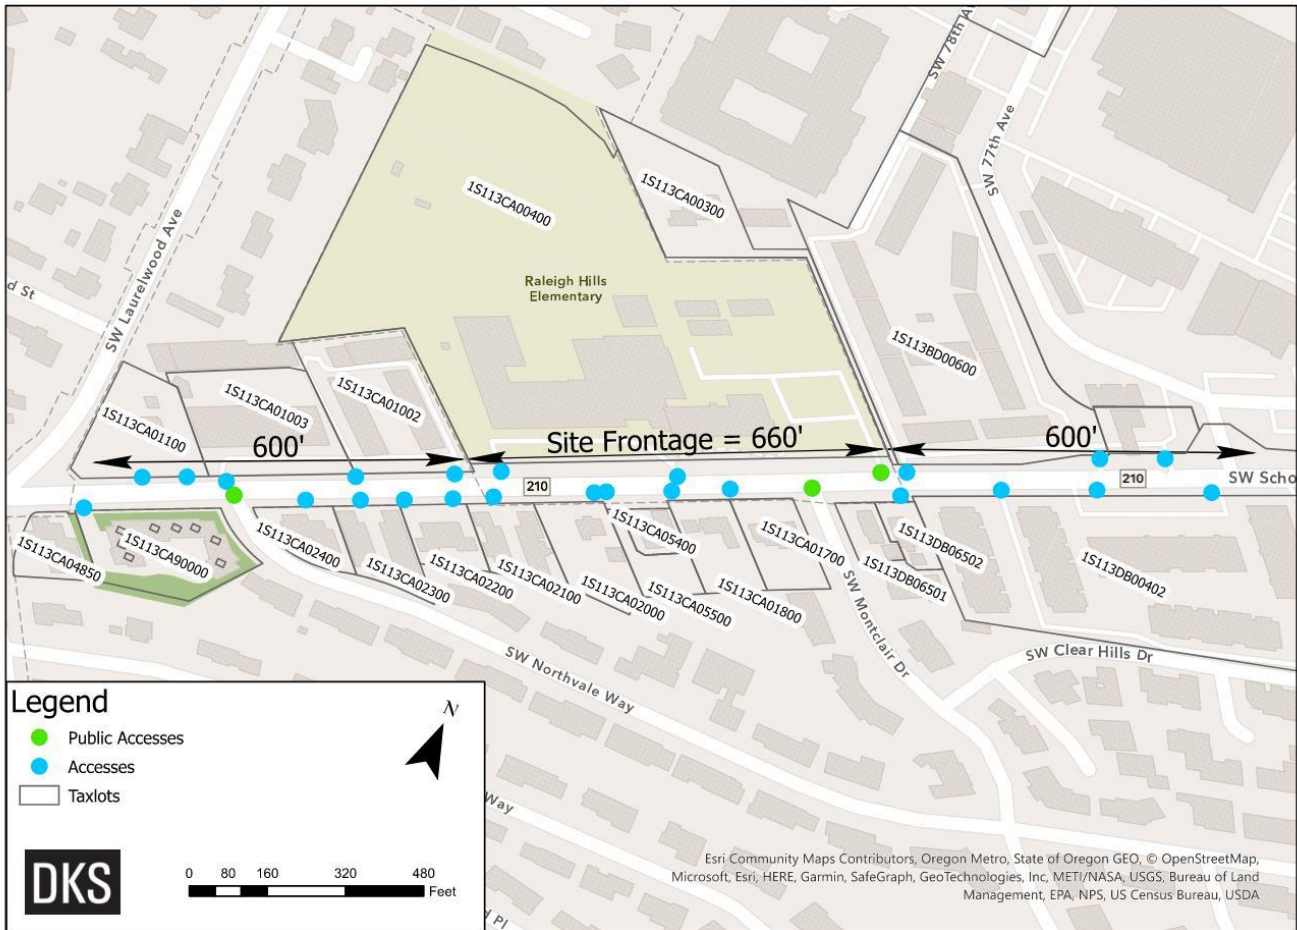 SW 78th A
SW 77th Ave
1S113CA00400
1S113CA00300
SW Laurelwood Ave
d St
Raleigh Hills
Elementary
1S113BD00600
1S113CA01002
1S113CA01003
1S113CA01100
600'
Site Frontage = 660'
600'
210
210
SW Scho
1S113CA04850
1S113CA90000
1S113CA02400
1S113CA02300
1S113CA02200
1S113CA02100
1S113CA02000
1S113CA05400
1S113CA05500
1S113CA01800
1S113CA01700
1S113DB06501
1S113DB06502
1S113DB00402
SW Montclair Dr
SW Clear Hills Dr
SW Northvale Way
Way
d Pl
Legend
Public Accesses
Accesses
Taxlots
N
DKS
0 80 160 320 480
Feet
Esri Community Maps Contributors, Oregon Metro, State of Oregon GEO, © OpenStreetMap,
Microsoft, Esri, HERE, Garmin, SafeGraph, GeoTechnologies, Inc, METI/NASA, USGS, Bureau of Land
Management, EPA, NPS, US Census Bureau, USDA